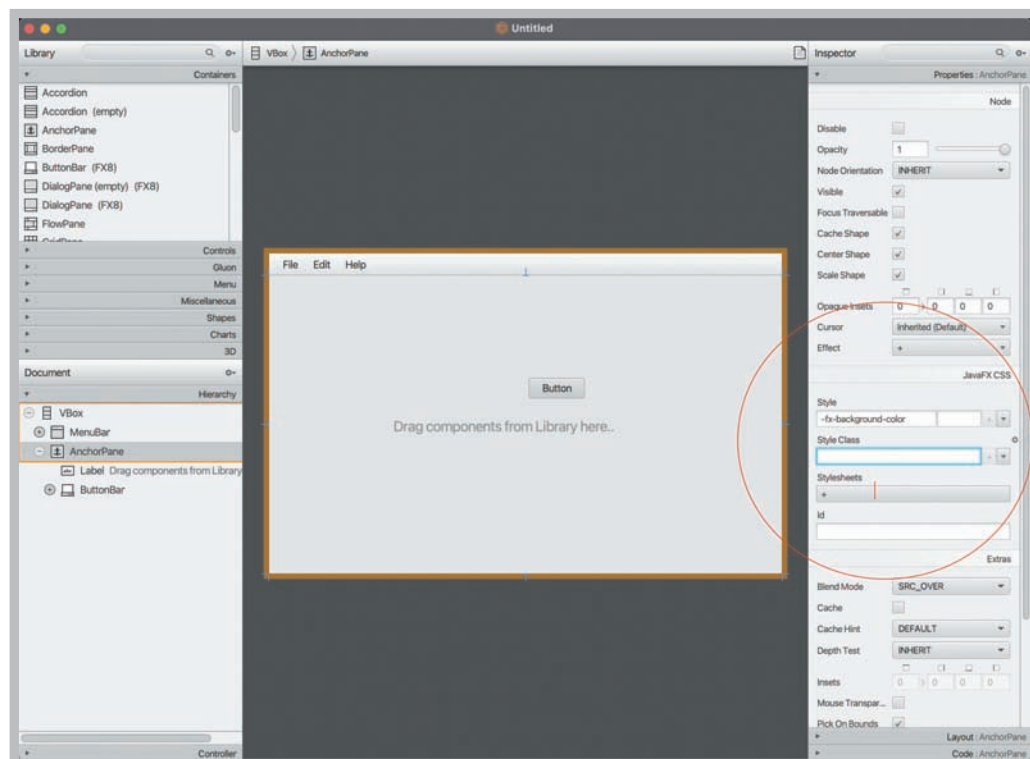 Untitled
Library
Containers
Accordion
Accordion (empty)
AnchorPane
BorderPane
ButtonBar (FX8)
DialogPane (empty) (FX8)
DialogPane (FX8)
FlowPane
GridPane
Controls
Gluon
Menu
Miscellaneous
Shapes
Charts
3D
Document
Hierarchy
VBox
MenuBar
AnchorPane
Label Drag components from Library
ButtonBar
Controller
VBox AnchorPane
File Edit Help
Button
Drag components from Library here..
Inspector
Properties : AnchorPane
Node
Disable
Opacity 1
Node Orientation INHERIT
Visible
Focus Traversable
Cache Shape
Center Shape
Scale Shape
Opaque Insets 0 0 0 0
Cursor Inherited (Default)
Effect +
JavaFX CSS
Style
-fx-background-color
Style Class
Stylesheets
+
Id
Extras
Blend Mode SRC_OVER
Cache
Cache Hint DEFAULT
Depth Test INHERIT
Insets 0 0 0 0
Mouse Transpar...
Pick On Bounds
Layout : AnchorPane
Code : AnchorPane